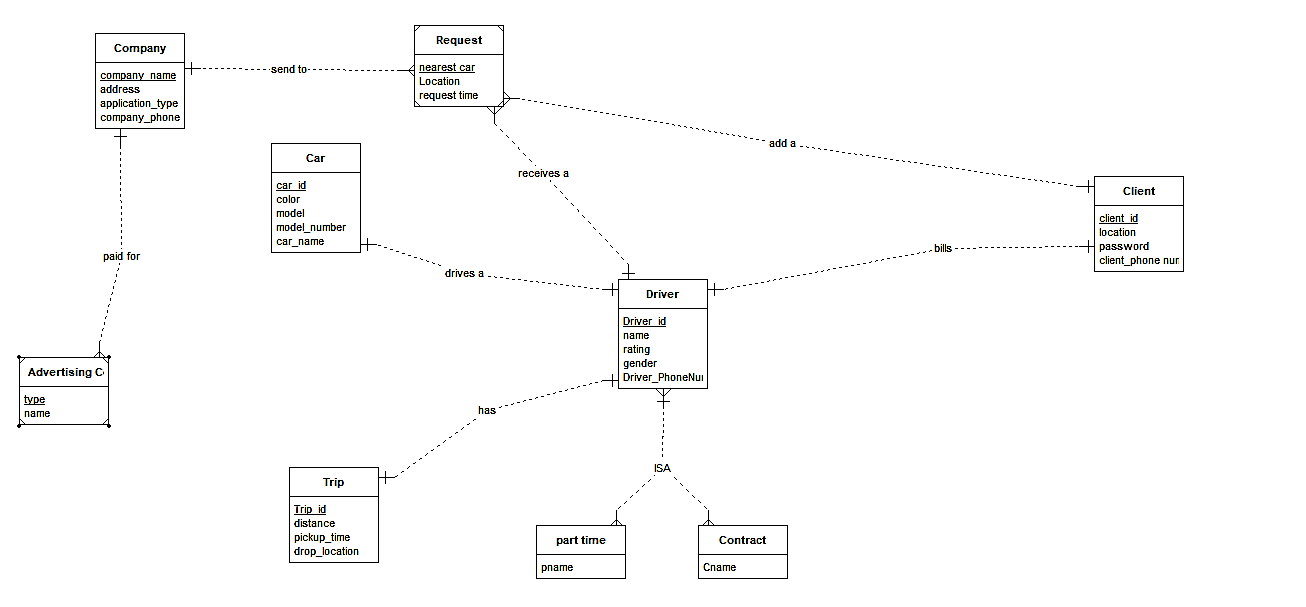 Company
company_name
address
application_type
company_phone
send to
Request
nearest car
Location
request time
add a
receives a
Car
car_id
color
model
model_number
car_name
Client
client_id
location
password
client_phone nun
bills
paid for
drives a
Driver
Driver_id
name
rating
gender
Driver_PhoneNu
Advertising C
type
name
has
ISA
Trip
Trip_id
distance
pickup_time
drop_location
part time
pname
Contract
Cname